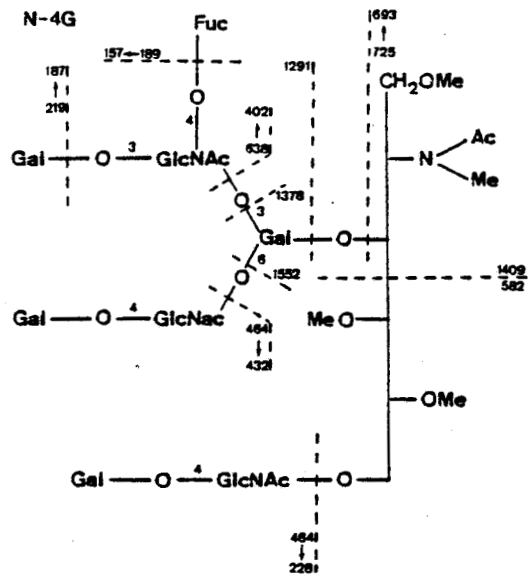 N-4G
Fuc
693
725
187
219
157←189
1291
CH2OMe
O
4
402
638
Ac
Gal — O — 3 — GlcNAc
N
Me
O
3
1378
Gal — O
6
O
1552
1409
582
Gal — O — 4 — GlcNac
464
432
MeO
OMe
Gal — O — 4 — GlcNAc — O
464
228